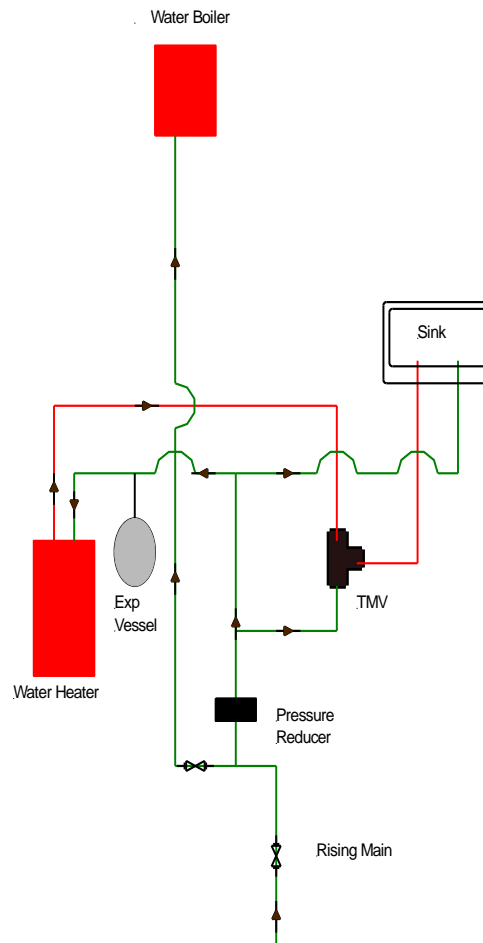 Water Boiler
Sink
Exp
Vessel
TMV
Water Heater
Pressure
Reducer
Rising Main